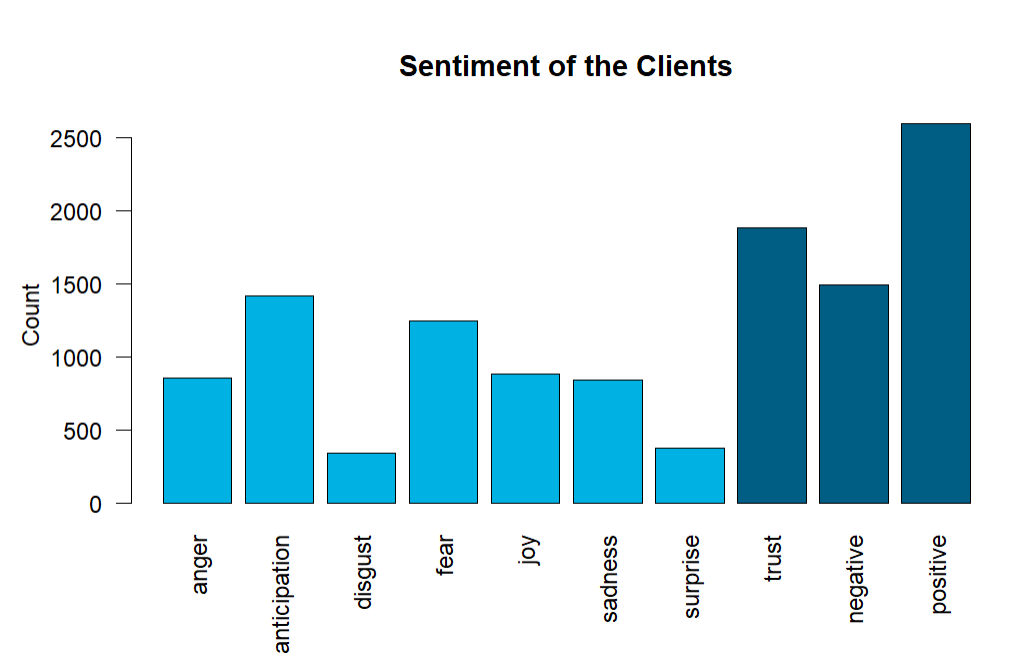 Sentiment of the Clients
Count
2500
2000
1500
1000
500
0
anger
anticipation
disgust
fear
joy
sadness
surprise
trust
negative
positive